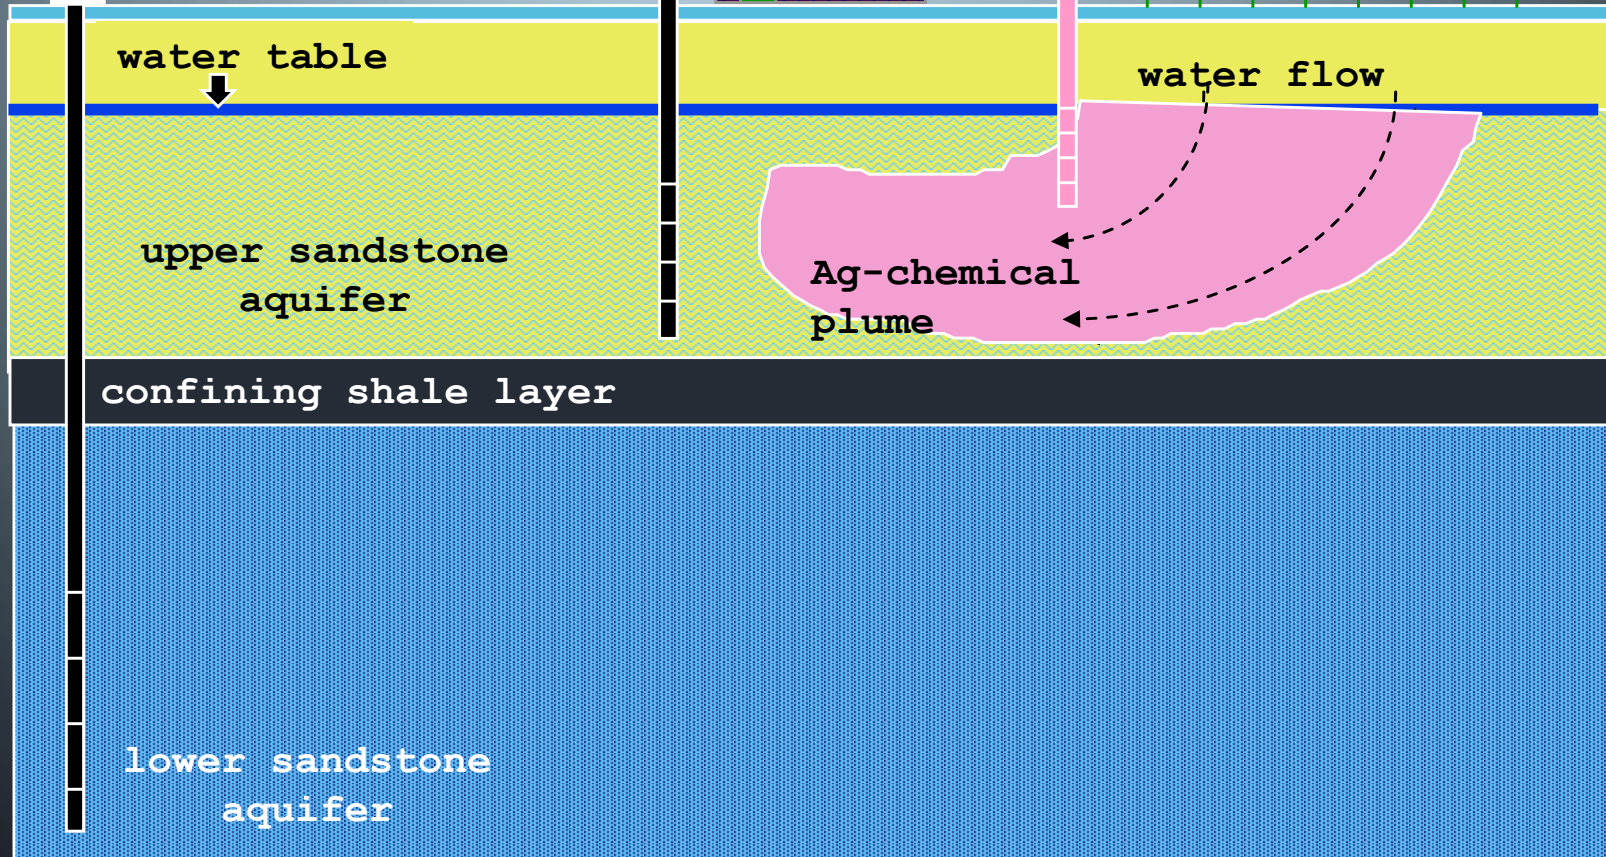 water table
water flow
upper sandstone
aquifer
Ag-chemical
plume
confining shale layer
lower sandstone
aquifer